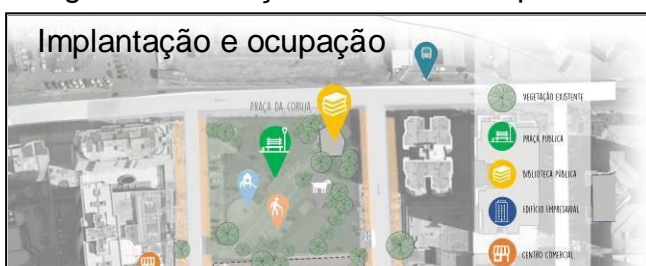 Implantação e ocupação
PRAÇA DA CORUJA
VEGETAÇÃO EXISTENTE
PRAÇA PÚBLICA
BIBLIOTECA PÚBLICA
EDIFÍCIO EMPRESARIAL
CENTRO COMERCIAL